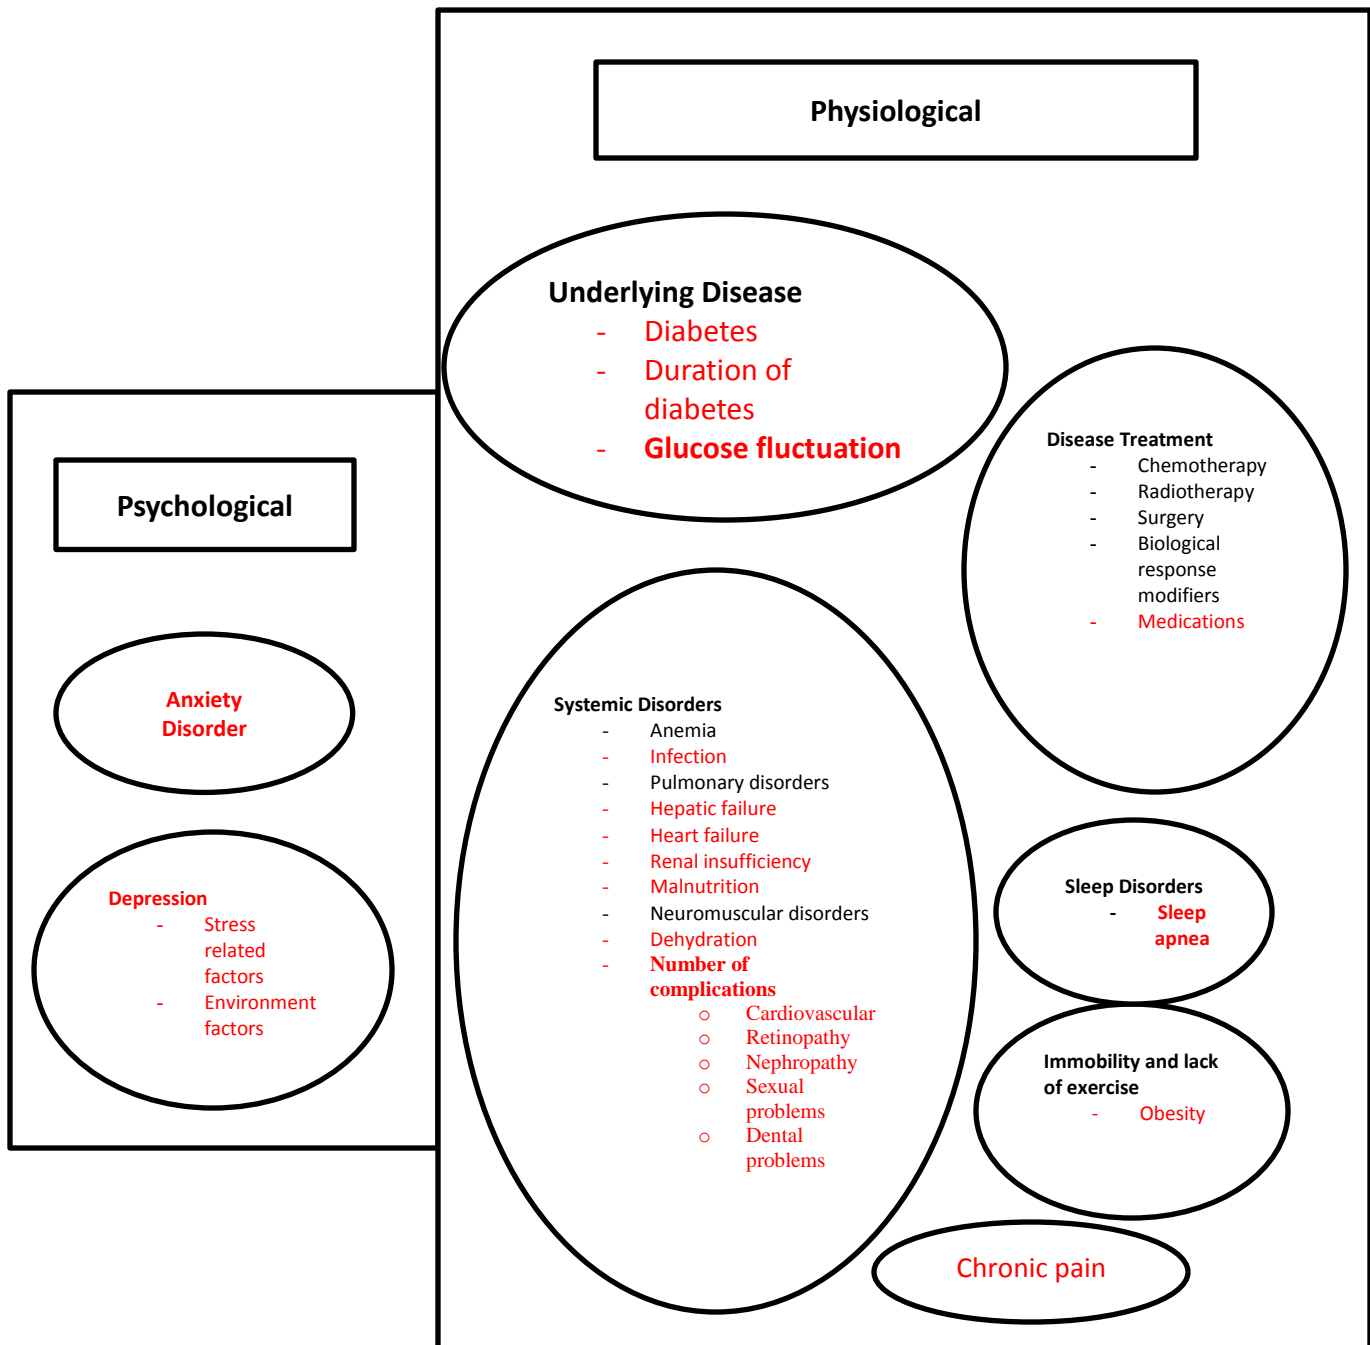 Physiological
Underlying Disease
- Diabetes
- Duration of
diabetes
- Glucose fluctuation
Disease Treatment
- Chemotherapy
- Radiotherapy
- Surgery
- Biological
response
modifiers
- Medications
Psychological
Anxiety
Disorder
Depression
- Stress
related
factors
- Environment
factors
Systemic Disorders
- Anemia
- Infection
- Pulmonary disorders
- Hepatic failure
- Heart failure
- Renal insufficiency
- Malnutrition
- Neuromuscular disorders
- Dehydration
- Number of
complications
o Cardiovascular
o Retinopathy
o Nephropathy
o Sexual
problems
o Dental
problems
Sleep Disorders
- Sleep
apnea
Immobility and lack
of exercise
- Obesity
Chronic pain